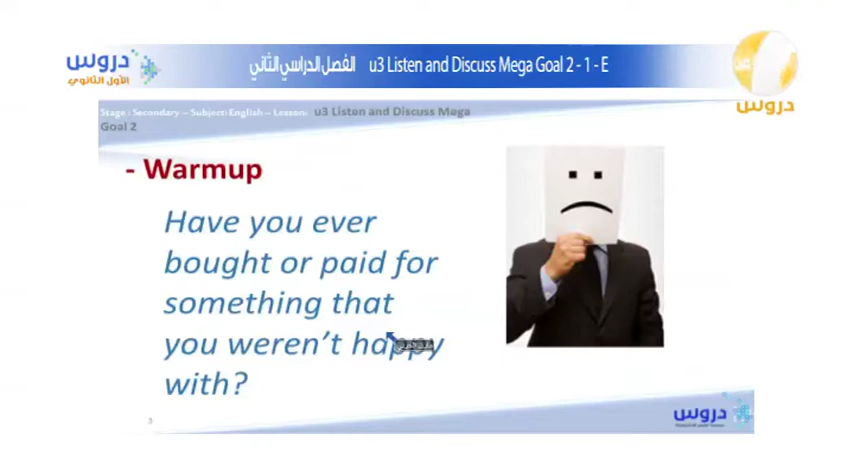 دروس
الأول الثانوي
الفصل الدراسي الثاني u3 Listen and Discuss Mega Goal 2 - 1 - E
عين
دروس
Stage : Secondary – Subject: English – Lesson: u3 Listen and Discuss Mega
Goal 2
- Warmup
Have you ever
bought or paid for
something that
you weren't happy
with?
3
دروس